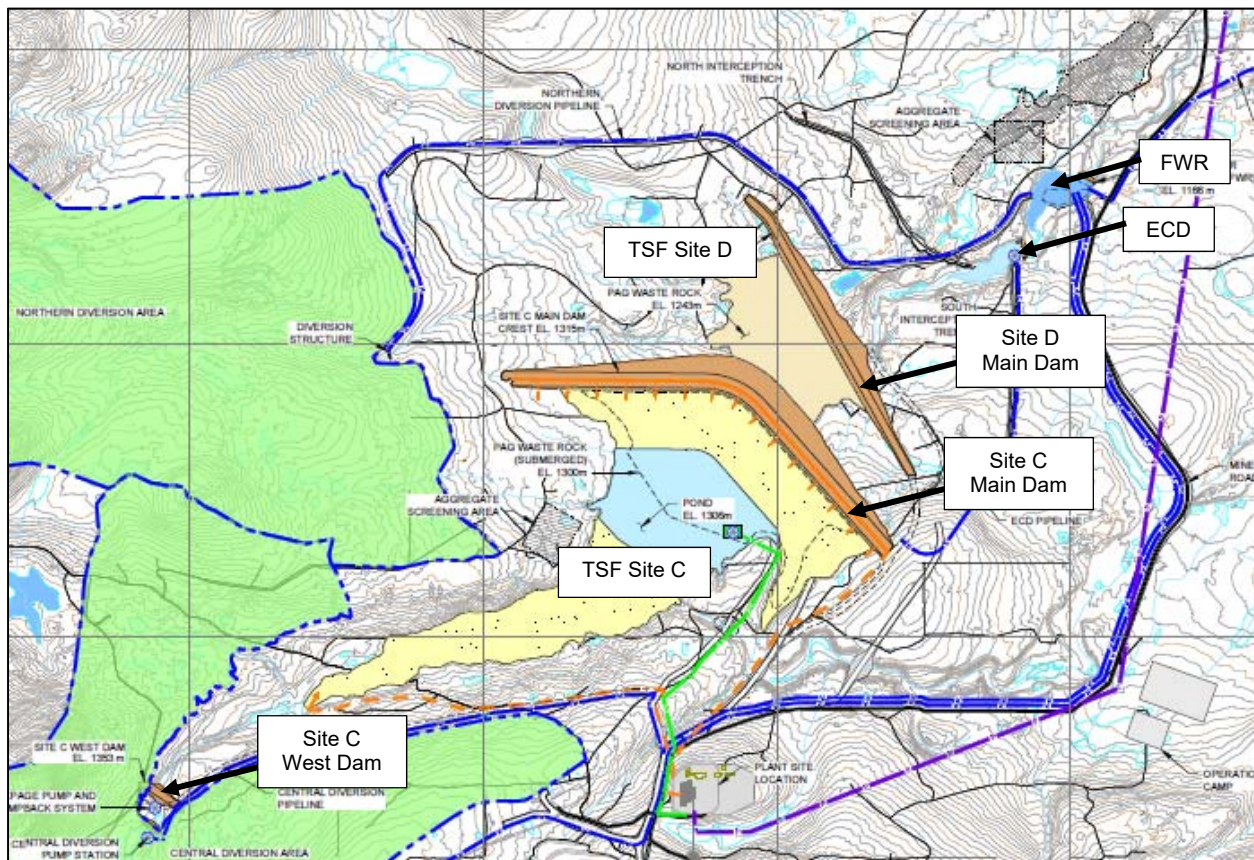 NORTH INTERCEPTION
TRENCH
NORTHERN
DIVERSION PIPELINE
AGGREGATE
SCREENING AREA
FWR
EL. 1166 m
ECD
TSF Site D
PAG WASTE ROCK
EL. 1243m
SITE C MAIN DAM
CREST EL. 1315m
SOUTH
Site D
Main Dam
NORTHERN DIVERSION AREA
DIVERSION
STRUCTURE
PAG WASTE ROCK
(SUBMERGED)
EL. 1300m
AGGREGATE
SCREENING AREA
POND
EL. 1306m
Site C
Main Dam
MINE
ROAD
ECD PIPELINE
TSF Site C
SITE C WEST DAM
EL. 1353 m
Site C
West Dam
PAGE PUMP AND
MPBACK SYSTEM
CENTRAL DIVERSION
PIPELINE
CENTRAL DIVERSION
PUMP STATION
CENTRAL DIVERSION AREA
PLANT SITE
LOCATION
OPERATION
CAMP